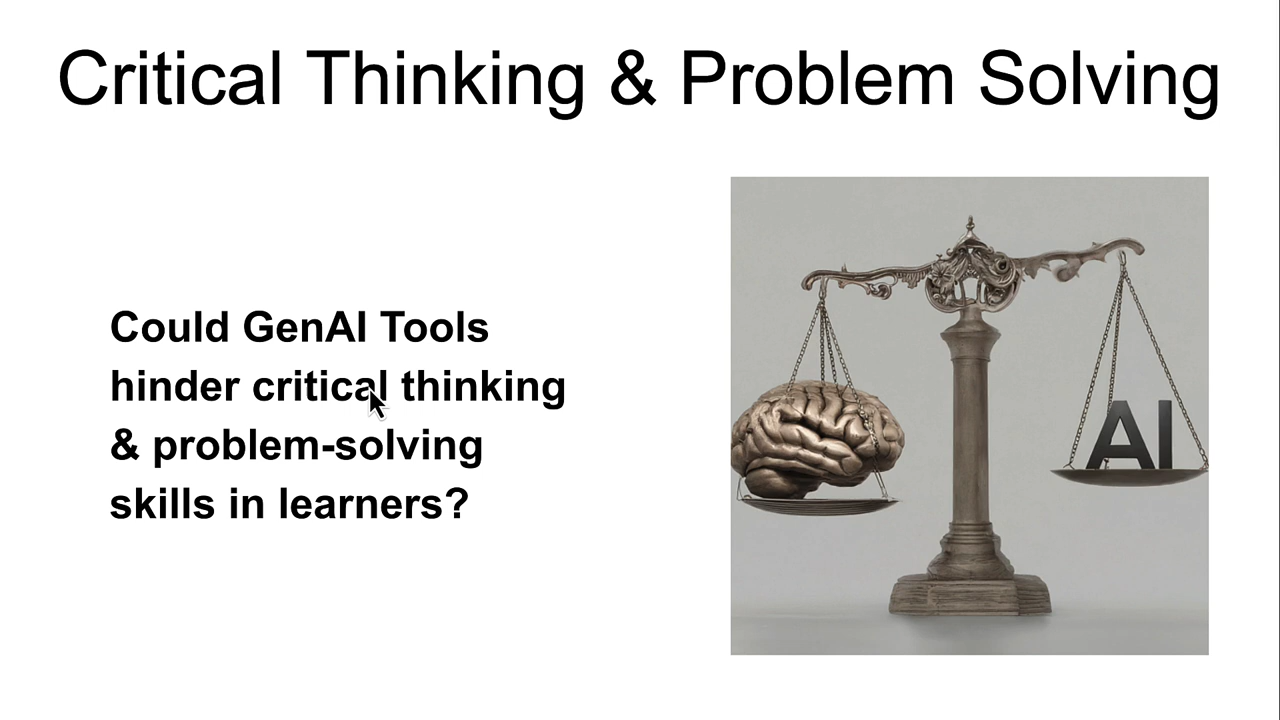 Critical Thinking & Problem Solving
Could GenAI Tools
hinder critical thinking
& problem-solving
skills in learners?
AI